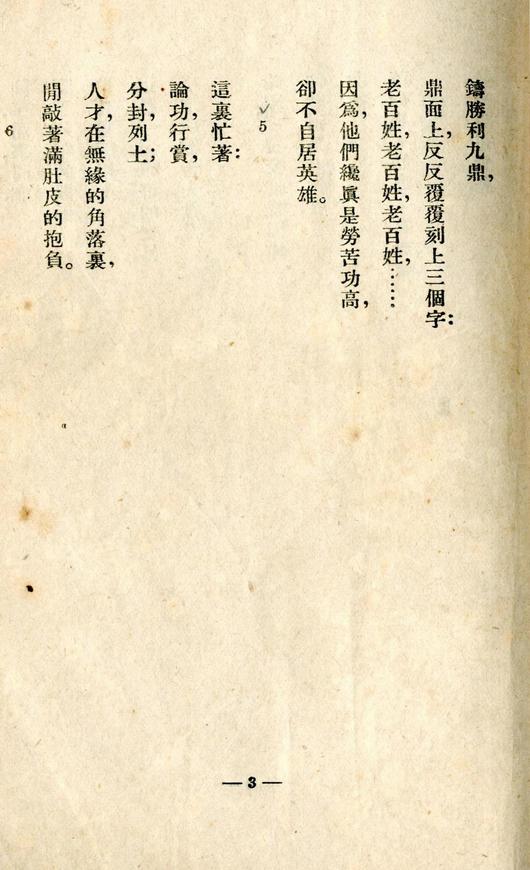 鑄勝利九鼎，
鼎面上，反反覆覆刻上三個字：
老百姓，老百姓，老百姓，……
因爲，他們纔眞是勞苦功高，
卻不自居英雄。
5
這裏忙著：
論功，行賞，
分封，列土；
人才，在無緣的角落裏，
閒敲著滿肚皮的抱負。
6
— 3 —